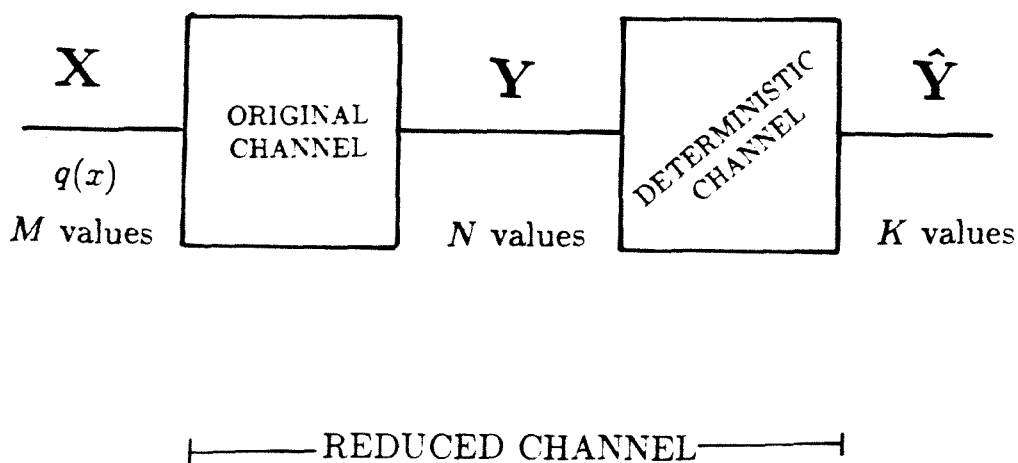 X
ORIGINAL
CHANNEL
Y
DETERMINISTIC
CHANNEL
Ŷ
q(x)
M values
N values
K values
REDUCED CHANNEL